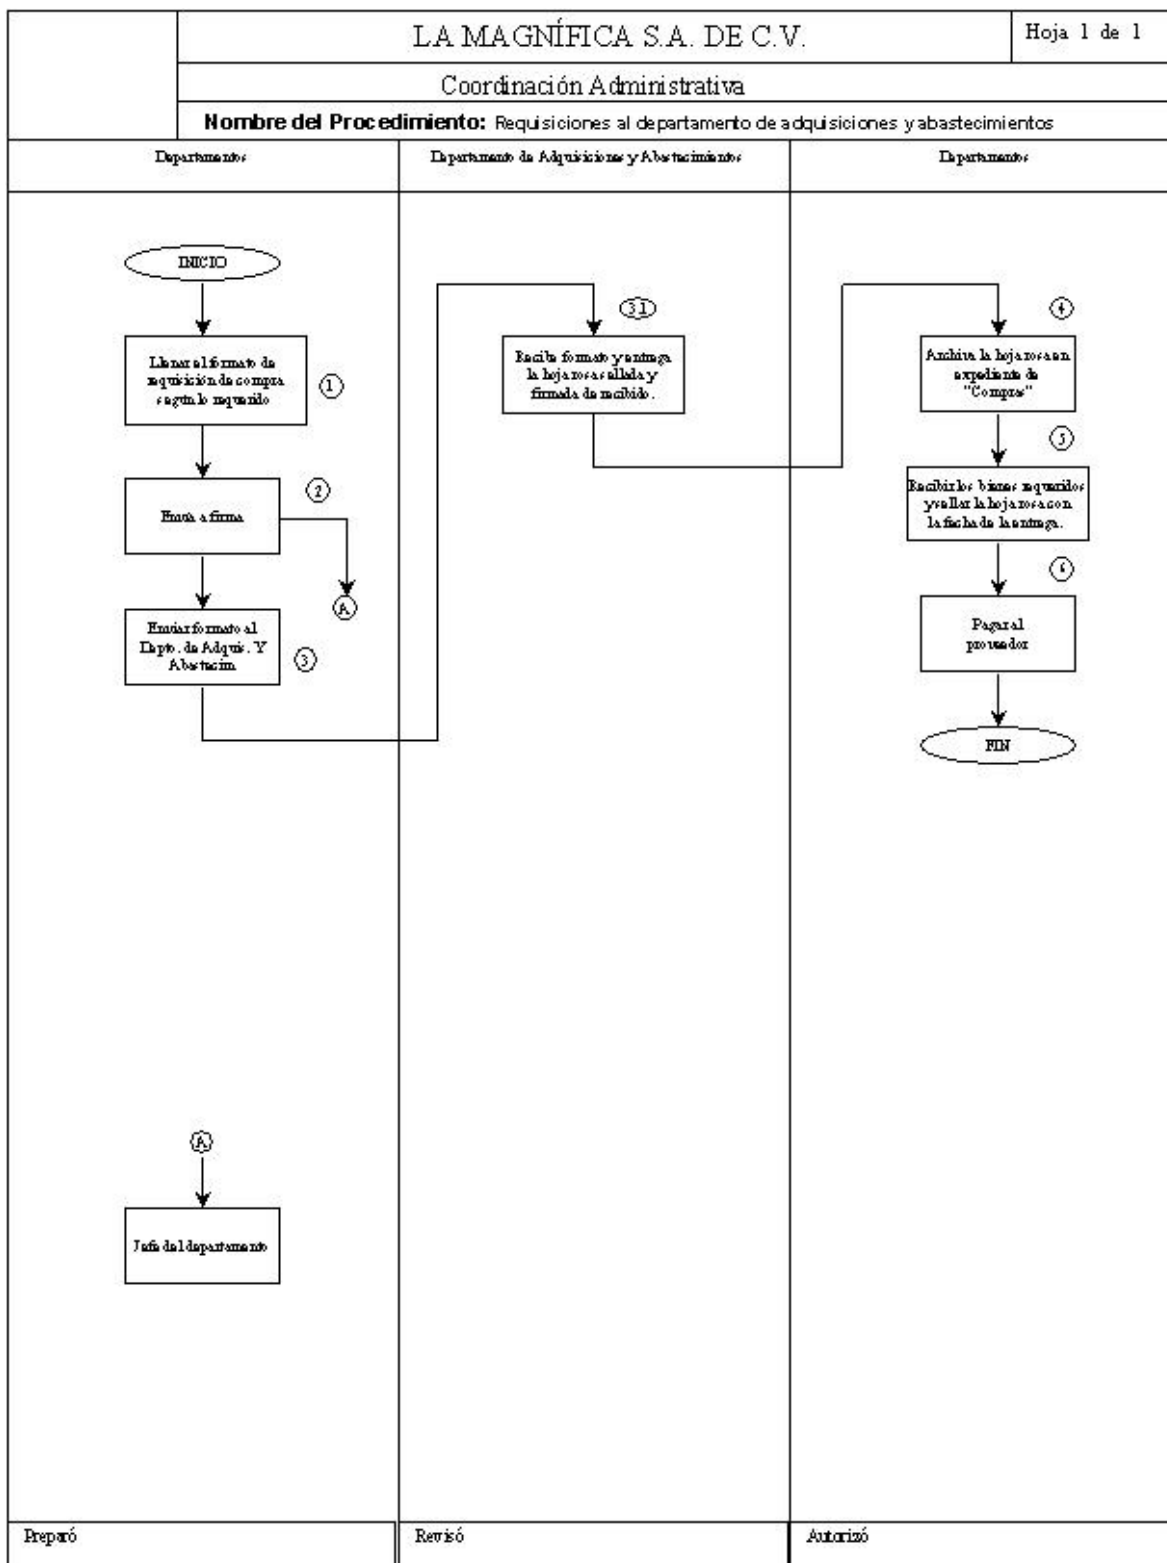 LA MAGNÍFICA S.A. DE C.V.
Hoja 1 de 1
Coordinación Administrativa
Nombre del Procedimiento: Requisiciones al departamento de adquisiciones y abastecimientos
Departamentos
Departamento de Adquisiciones y Abastecimientos
Departamentos
INICIO
Llenar el formato de
requisición de compra
según lo requerido
1
2
Envia a firma
A
Enviar formato al
Depto. de Adquis. Y
Abastecim
3
3.1
Recibe formato y entrega
la hoja rosa sellada y
firmada de recibido.
4
Archiva la hoja rosa en
expediente de
"Compras"
5
Recibir los bienes requeridos
y sellar la hoja rosa con
la fecha de la entrega.
6
Pagar al
proveedor
FIN
A
Jefe del departamento
Preparó
Revisó
Autorizó